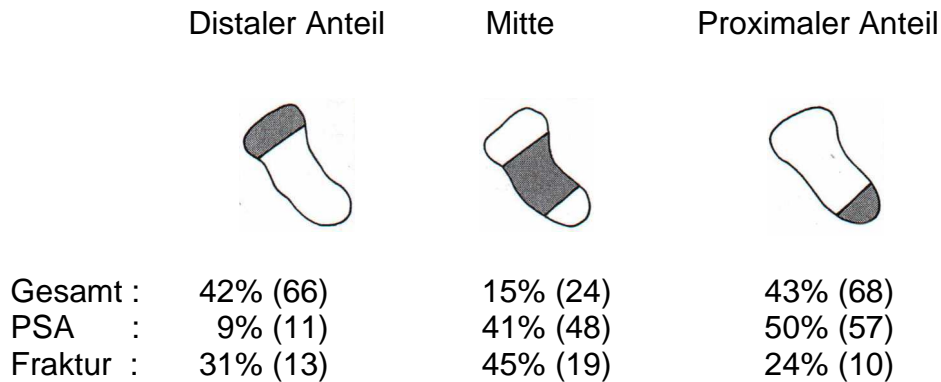 Distaler Anteil Mitte Proximaler Anteil
Gesamt : 42% (66) 15% (24) 43% (68)
PSA : 9% (11) 41% (48) 50% (57)
Fraktur : 31% (13) 45% (19) 24% (10)